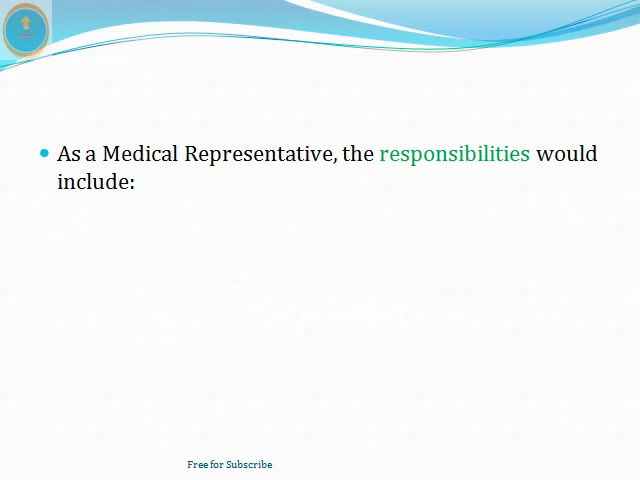 As a Medical Representative, the responsibilities would
include:
Free for Subscribe